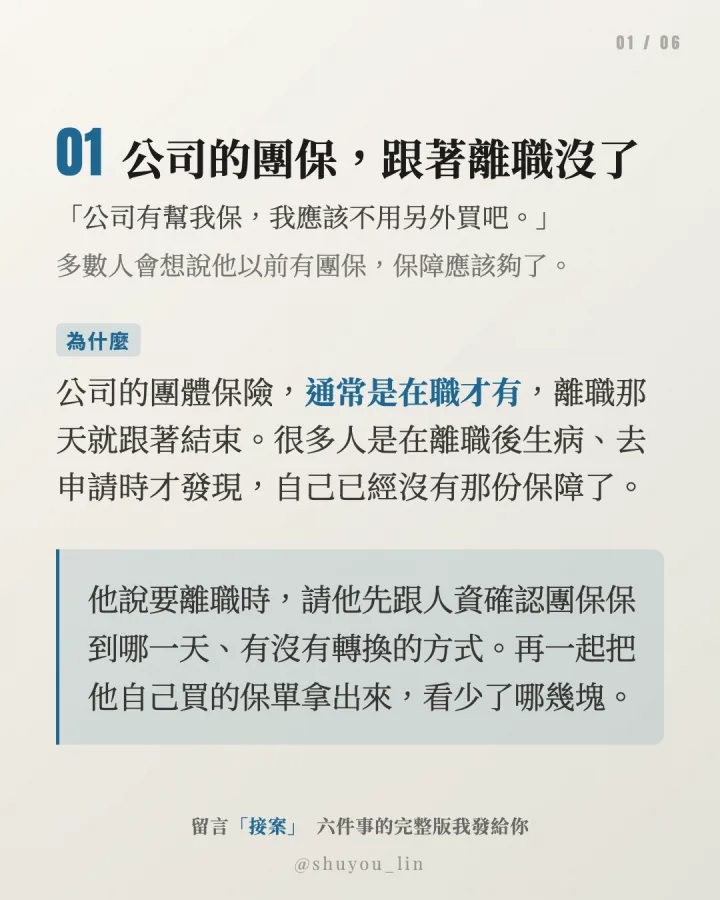 01 / 06
01 公司的團保，跟著離職沒了
「公司有幫我保，我應該不用另外買吧。」
多數人會想說他以前有團保，保障應該夠了。
為什麼
公司的團體保險，通常是在職才有，離職那
天就跟著結束。很多人是在離職後生病、去
申請時才發現，自己已經沒有那份保障了。
他說要離職時，請他先跟人資確認團保保
到哪一天、有沒有轉換的方式。再一起把
他自己買的保單拿出來，看少了哪幾塊。
留言「接案」 六件事的完整版我發給你
@shuyou_lin